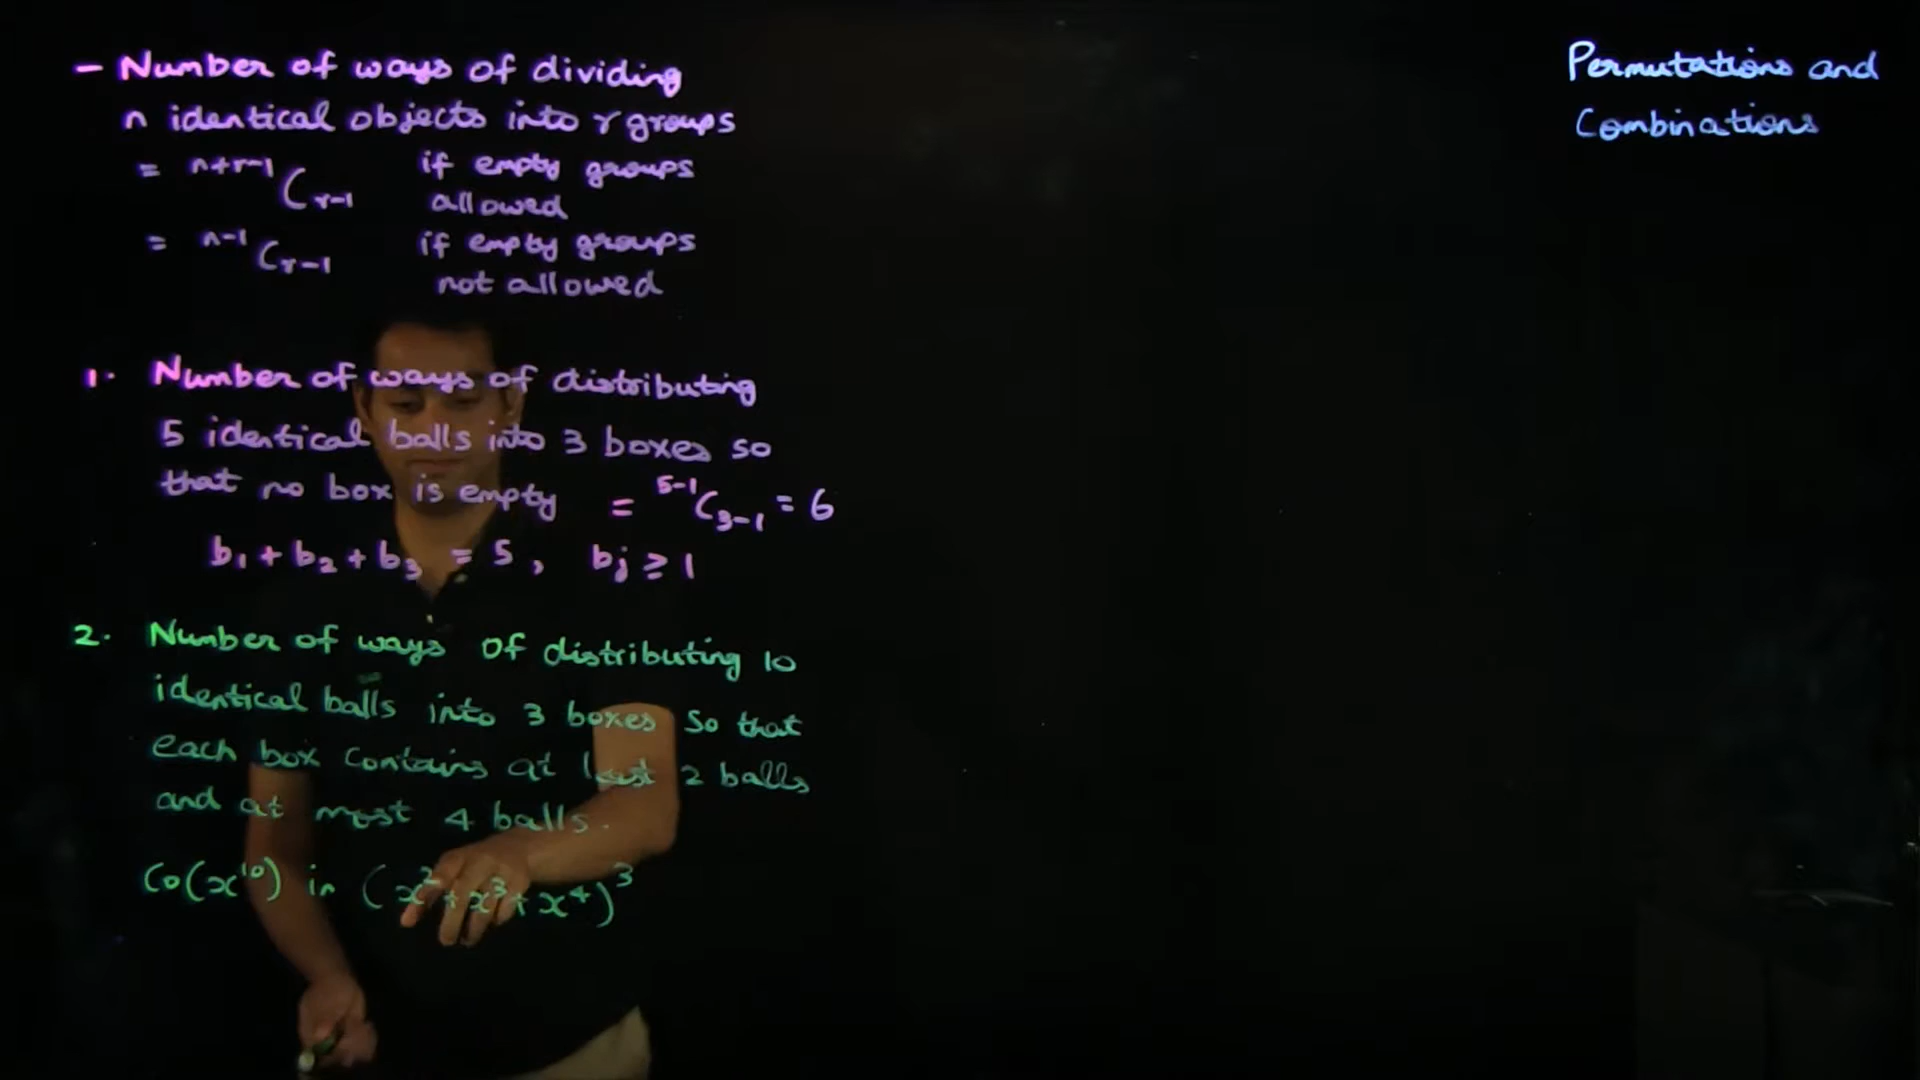 - Number of ways of dividing
n identical objects into r groups
= ⁿ⁺ʳ⁻¹Cᵣ₋₁ if empty groups
allowed
= ⁿ⁻¹Cᵣ₋₁ if empty groups
not allowed
1. Number of ways of distributing
5 identical balls into 3 boxes so
that no box is empty = ⁵⁻¹C₃₋₁ = 6
b₁ + b₂ + b₃ = 5, bⱼ ≥ 1
2. Number of ways of distributing 10
identical balls into 3 boxes so that
each box contains at least 2 balls
and at most 4 balls.
Co(x¹⁰) in (x² + x³ + x⁴)³
Permutations and
Combinations